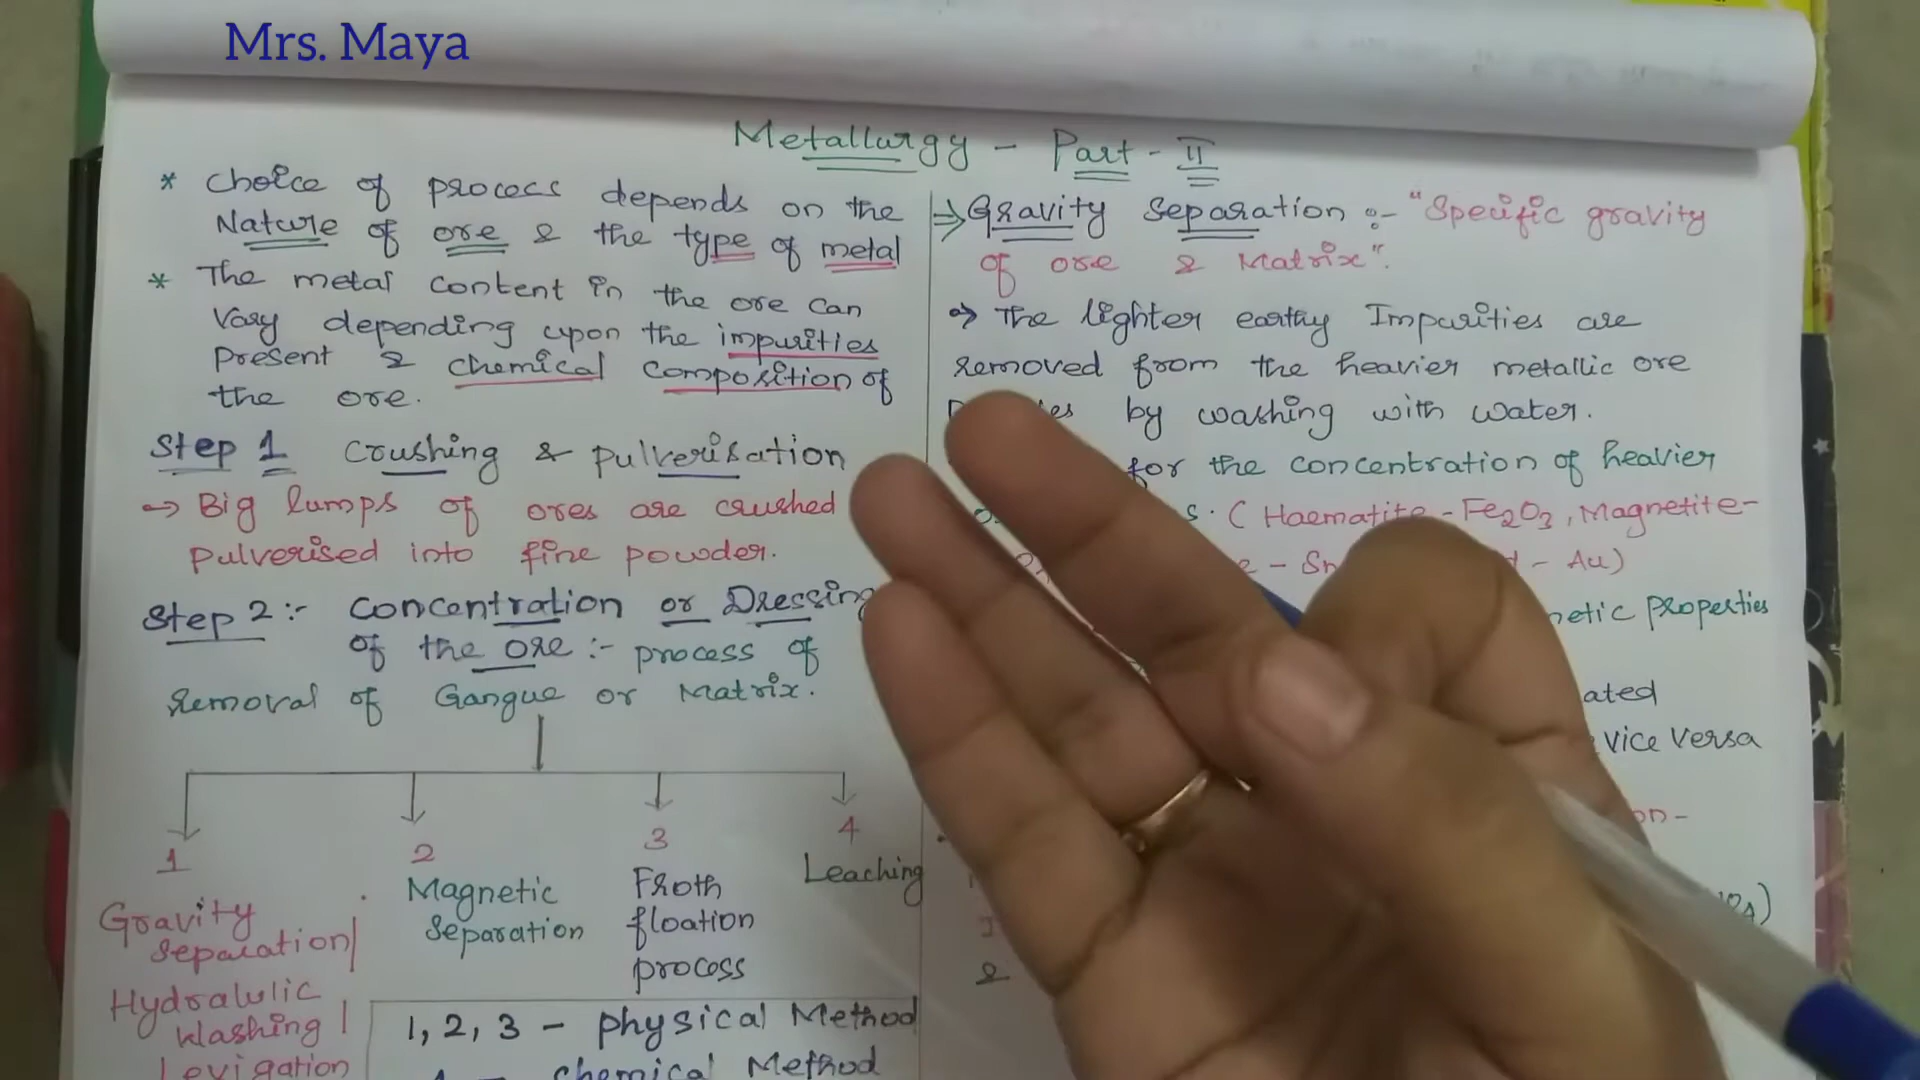 Mrs. Maya
Metallurgy - Part - II
* Choice of process depends on the
Nature of ore & the type of metal
* The metal content in the ore can
vary depending upon the impurities
present & chemical composition of
the ore.
Step 1 Crushing & pulverisation
→ Big lumps of ores are crushed
pulverised into fine powder.
Step 2:- Concentration or Dressing
of the ore :- process of
removal of Gangue or Matrix.
1
Gravity
Separation/
Hydralulic
Washing /
Levigation
2
Magnetic
Separation
3
Froth
floation
process
4
Leaching
1, 2, 3 - physical Method
4 - chemical Method
⇒ Gravity Separation :- "Specific gravity
of ore & Matrix".
→ The lighter earthy Impurities are
removed from the heavier metallic ore
by washing with water.
for the concentration of heavier
( Haematite - Fe2O3, Magnetite-
- Au)
properties
vice versa
&